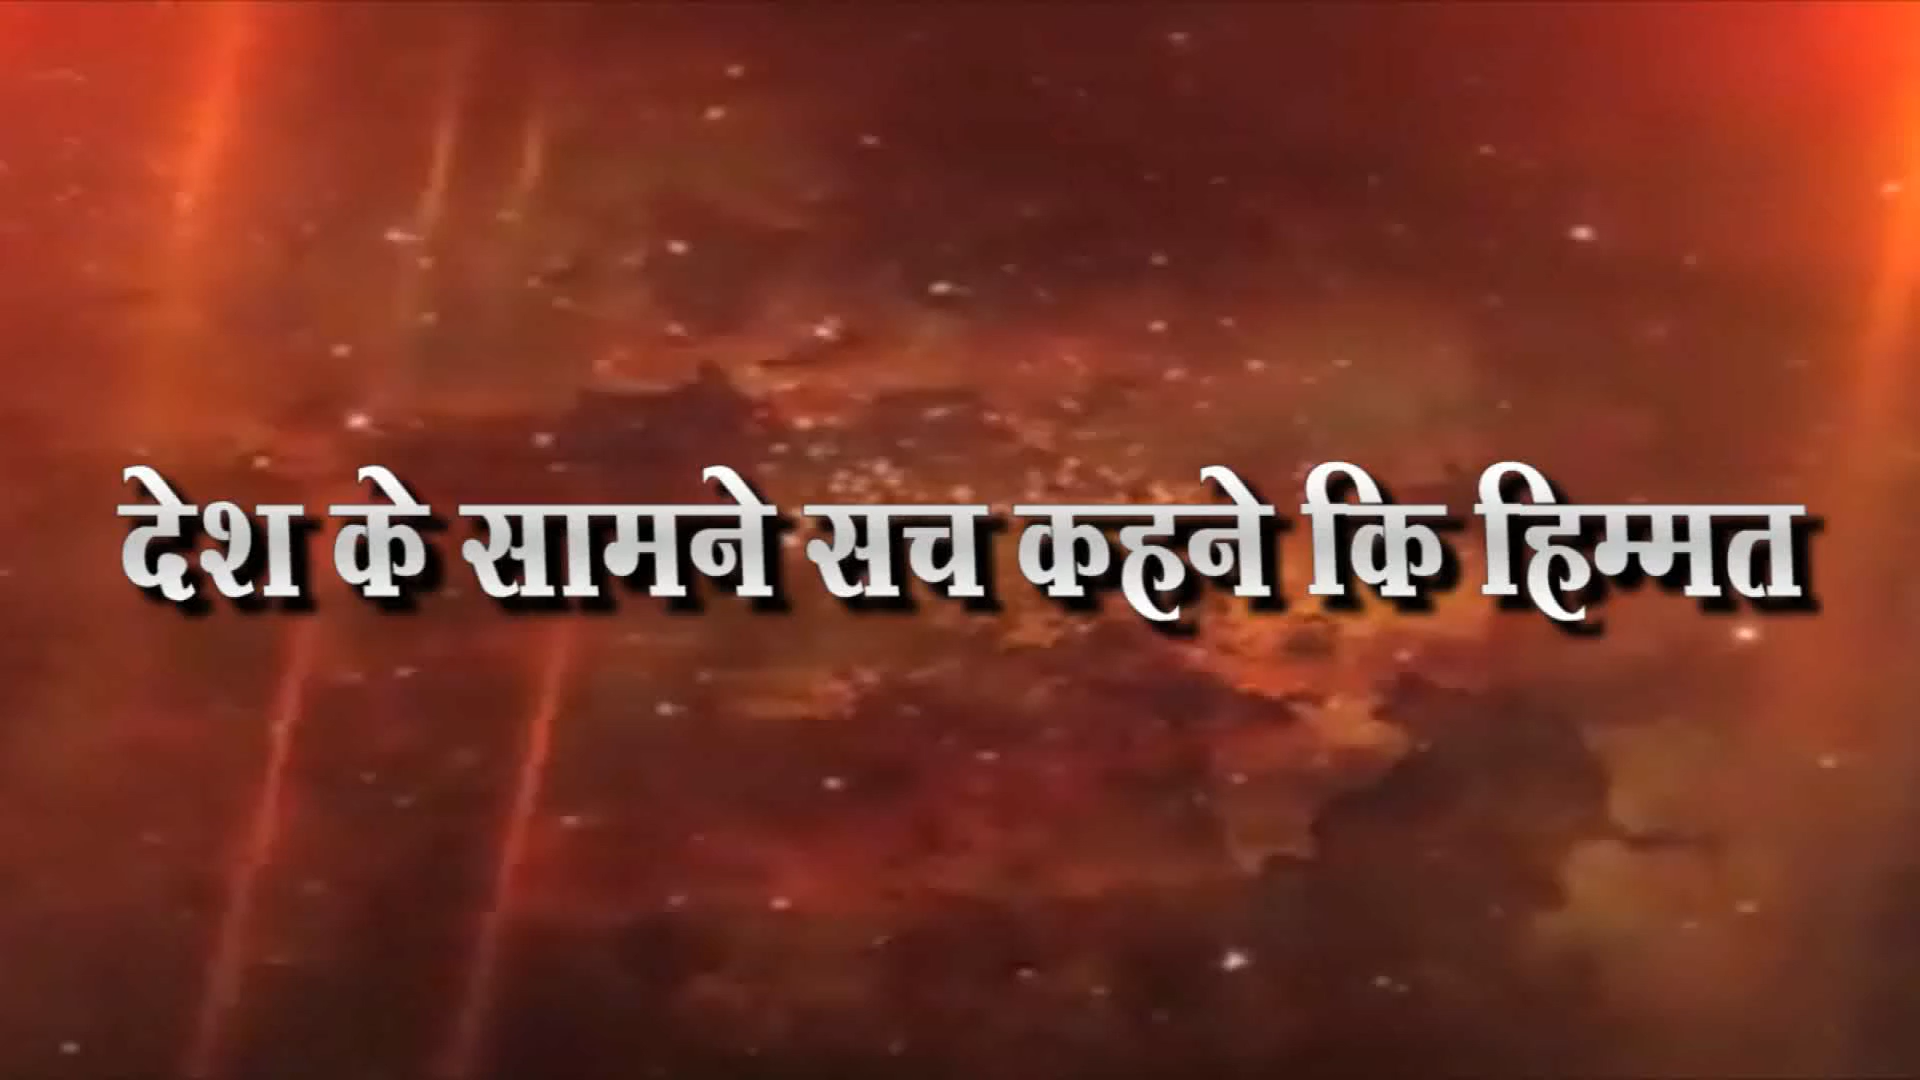 देश के सामने सच कहने कि हिम्मत